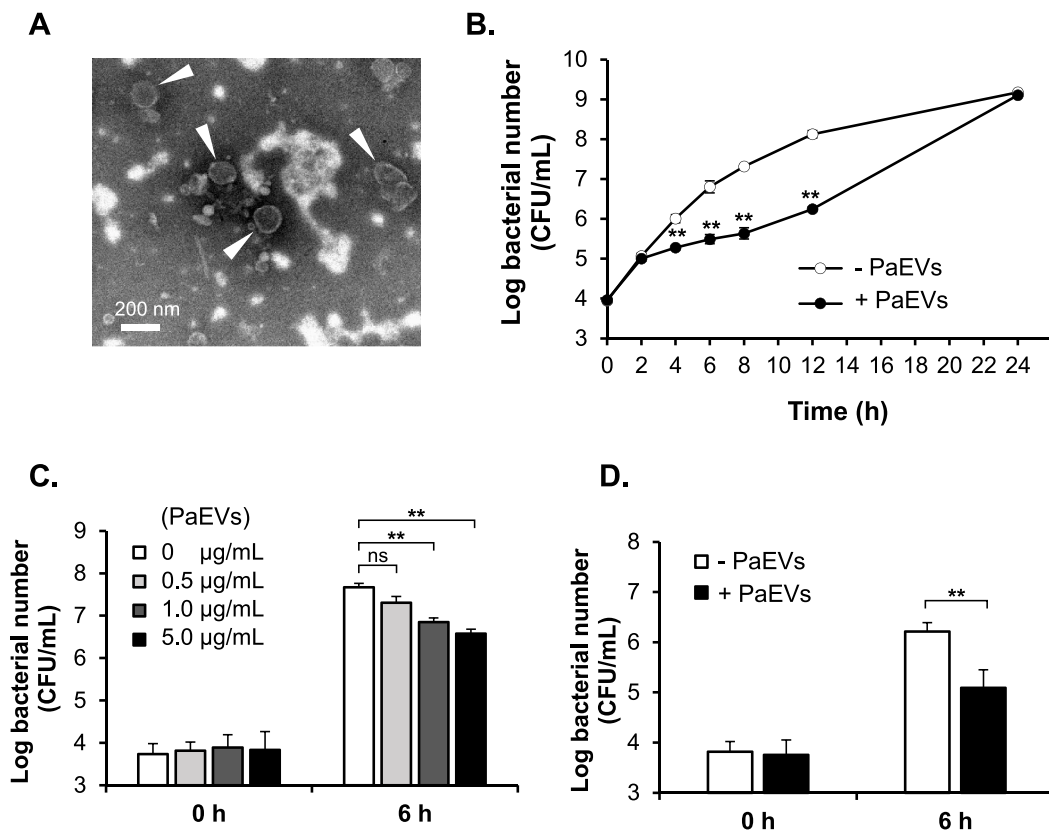 A
200 nm
B.
Log bacterial number
(CFU/mL)
10
9
8
7
6
5
4
3
** ** ** **
- PaEVs
+ PaEVs
0 2 4 6 8 10 12 14 16 18 20 22 24
Time (h)
C.
Log bacterial number
(CFU/mL)
(PaEVs)
0 µg/mL
0.5 µg/mL
1.0 µg/mL
5.0 µg/mL
9
8
7
6
5
4
3
**
**
ns
0 h 6 h
D.
Log bacterial number
(CFU/mL)
8
7
6
5
4
3
- PaEVs
+ PaEVs
**
0 h 6 h